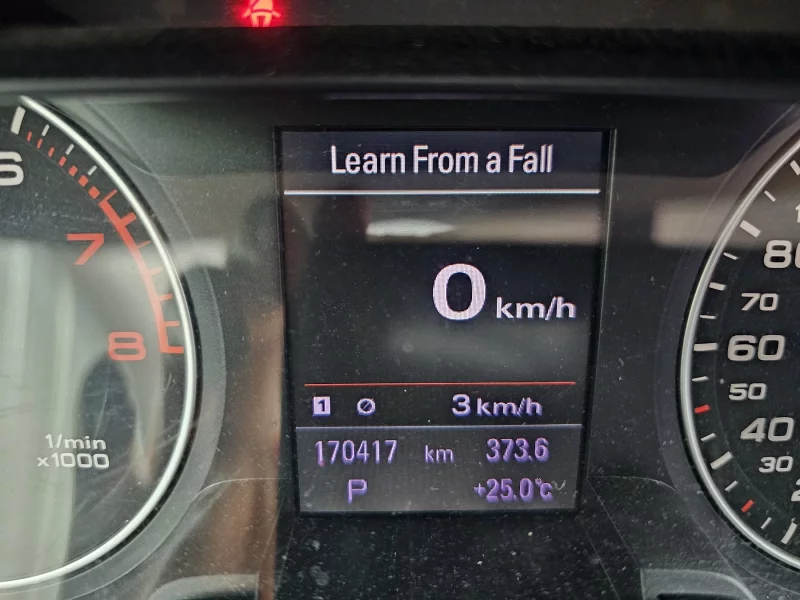 Learn From a Fall
0 km/h
1 Ø 3 km/h
170417 km 373.6
P +25.0°C
6
7
8
1/min
x1000
80
70
60
50
40
30